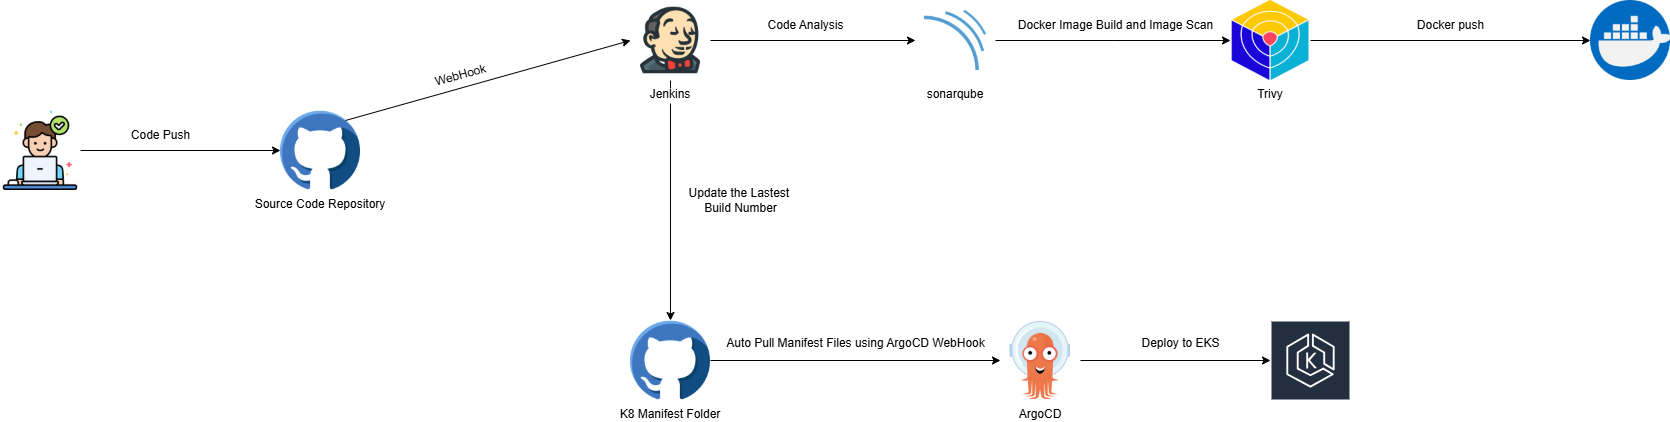 Code Analysis
Docker Image Build and Image Scan
Docker push
WebHook
Jenkins
sonarqube
Trivy
Code Push
Source Code Repository
Update the Lastest
Build Number
Auto Pull Manifest Files using ArgoCD WebHook
Deploy to EKS
K
K8 Manifest Folder
ArgoCD